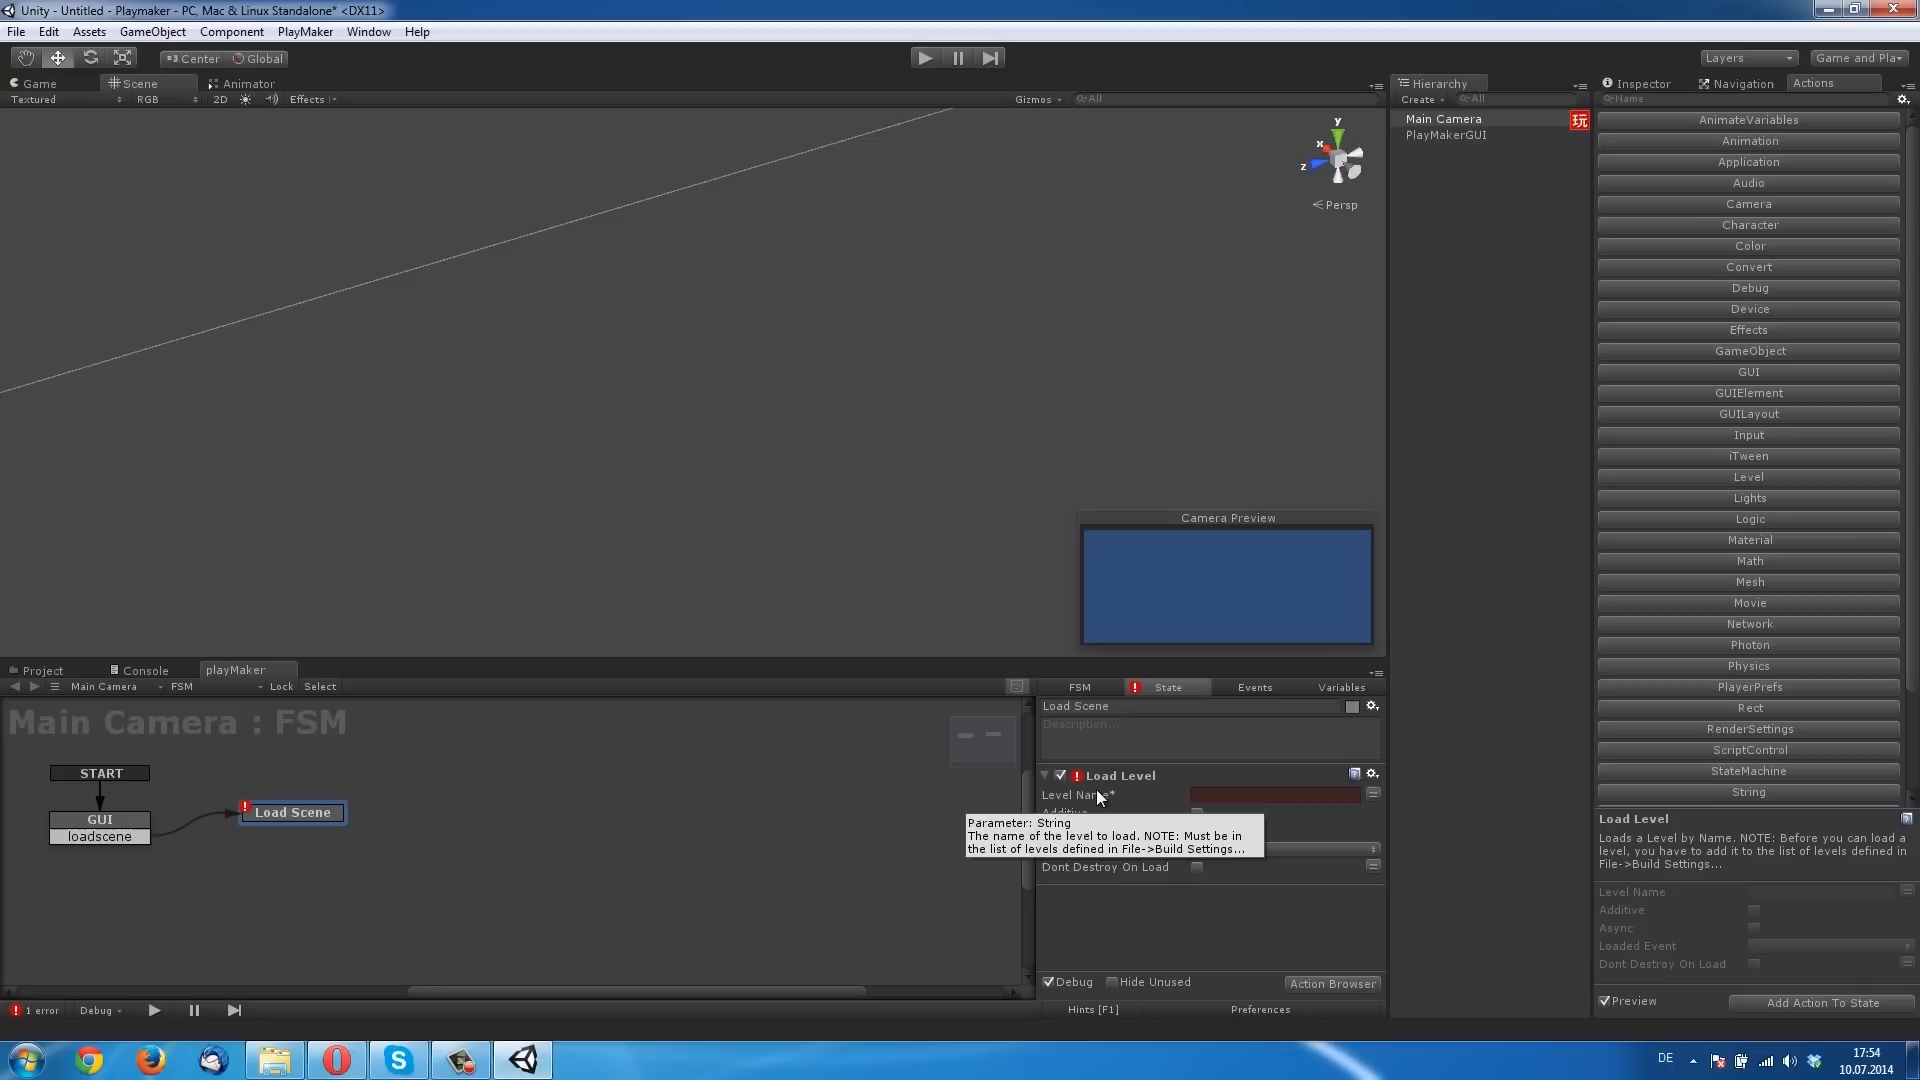 Unity - Untitled - Playmaker - PC, Mac & Linux Standalone* <DX11>
File Edit Assets GameObject Component PlayMaker Window Help
Center Global
Layers
Game and Pla
Game Scene Animator
Textured RGB 2D Effects Gizmos All
y
x
z
Persp
Camera Preview
Hierarchy
Create All
Main Camera 玩
PlayMakerGUI
Inspector Navigation Actions
Name
AnimateVariables
Animation
Application
Audio
Camera
Character
Color
Convert
Debug
Device
Effects
GameObject
GUI
GUIElement
GUILayout
Input
iTween
Level
Lights
Logic
Material
Math
Mesh
Movie
Network
Photon
Physics
PlayerPrefs
Rect
RenderSettings
ScriptControl
StateMachine
String
Load Level
Loads a Level by Name. NOTE: Before you can load a
level, you have to add it to the list of levels defined in
File->Build Settings...
Level Name
Additive
Async
Loaded Event
Dont Destroy On Load
Preview
Add Action To State
Project Console playMaker
Main Camera FSM Lock Select
Main Camera : FSM
START
GUI
loadscene
! Load Scene
FSM ! State Events Variables
Load Scene
Description...
! Load Level
Level Name*
Additive
Parameter: String
The name of the level to load. NOTE: Must be in
the list of levels defined in File->Build Settings...
Dont Destroy On Load
Debug Hide Unused Action Browser
Hints [F1] Preferences
! 1 error Debug
DE
17:54
10.07.2014